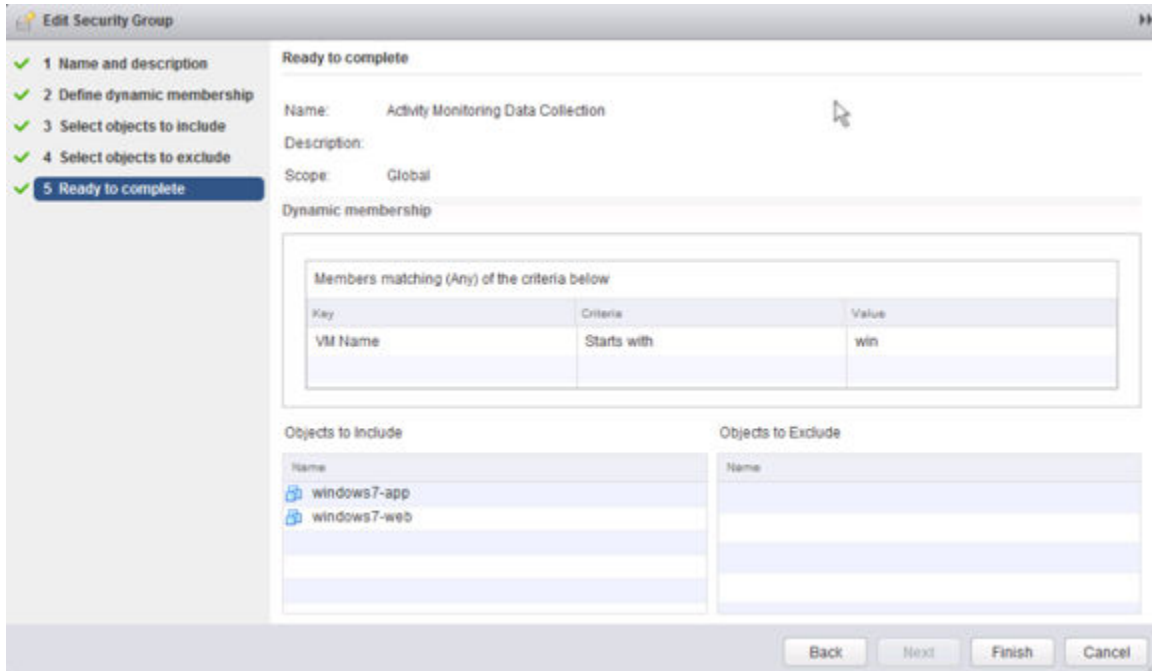 Edit Security Group
1 Name and description
2 Define dynamic membership
3 Select objects to include
4 Select objects to exclude
5 Ready to complete
Ready to complete
Name: Activity Monitoring Data Collection
Description:
Scope: Global
Dynamic membership
Members matching (Any) of the criteria below
Key Criteria Value
VM Name Starts with win
Objects to Include
Name
windows7-app
windows7-web
Objects to Exclude
Name
Back Next Finish Cancel